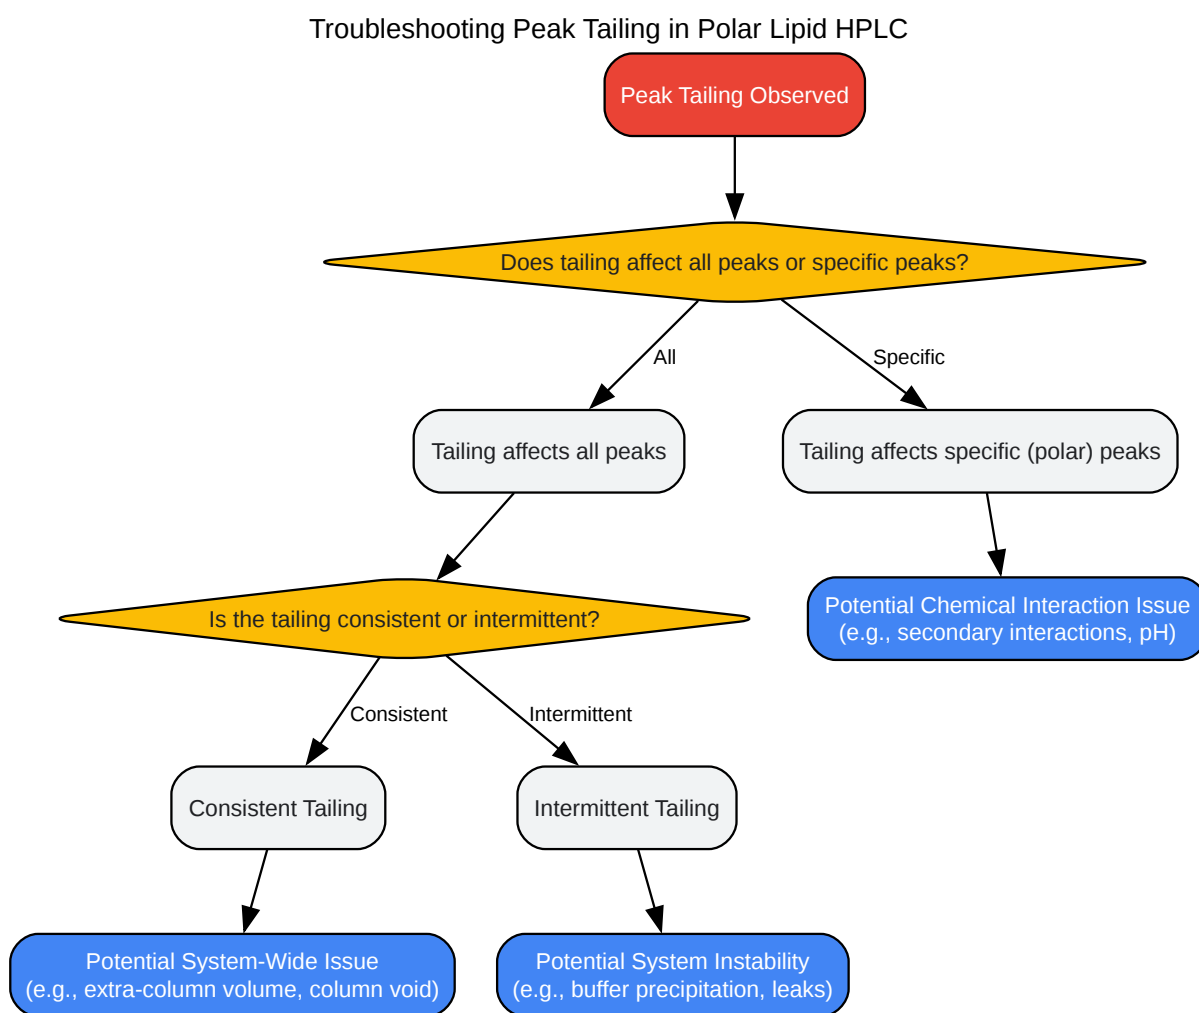 Troubleshooting Peak Tailing in Polar Lipid HPLC
Peak Tailing Observed
Does tailing affect all peaks or specific peaks?
All
Specific
Tailing affects all peaks
Tailing affects specific (polar) peaks
Is the tailing consistent or intermittent?
Potential Chemical Interaction Issue
(e.g., secondary interactions, pH)
Consistent
Intermittent
Consistent Tailing
Intermittent Tailing
Potential System-Wide Issue
(e.g., extra-column volume, column void)
Potential System Instability
(e.g., buffer precipitation, leaks)